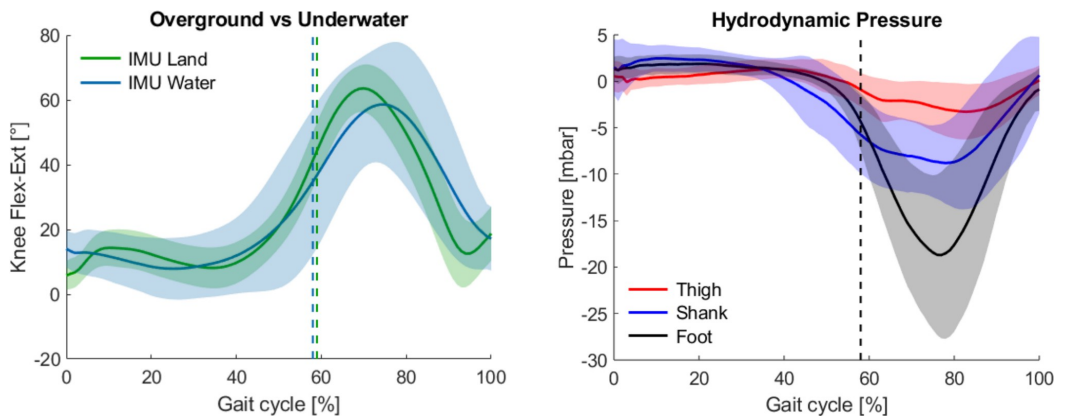 Overground vs Underwater
80
60
40
20
0
-20
Knee Flex-Ext [°]
IMU Land
IMU Water
0 20 40 60 80 100
Gait cycle [%]
Hydrodynamic Pressure
5
0
-5
-10
-15
-20
-25
-30
Pressure [mbar]
Thigh
Shank
Foot
0 20 40 60 80 100
Gait cycle [%]